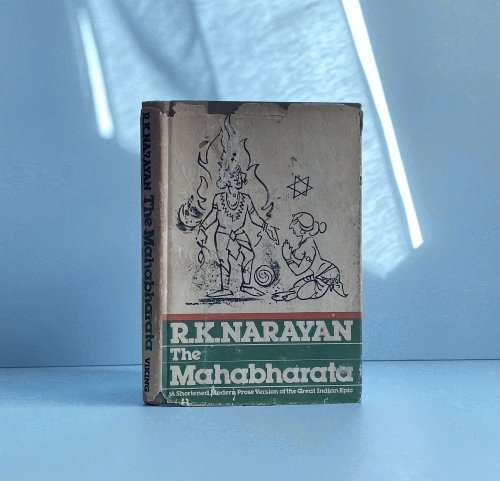 R.K.NARAYAN The Mahabharata VIKING
R.K.NARAYAN
The
Mahabharata
A Shortened Modern Prose Version of the Great Indian Epic